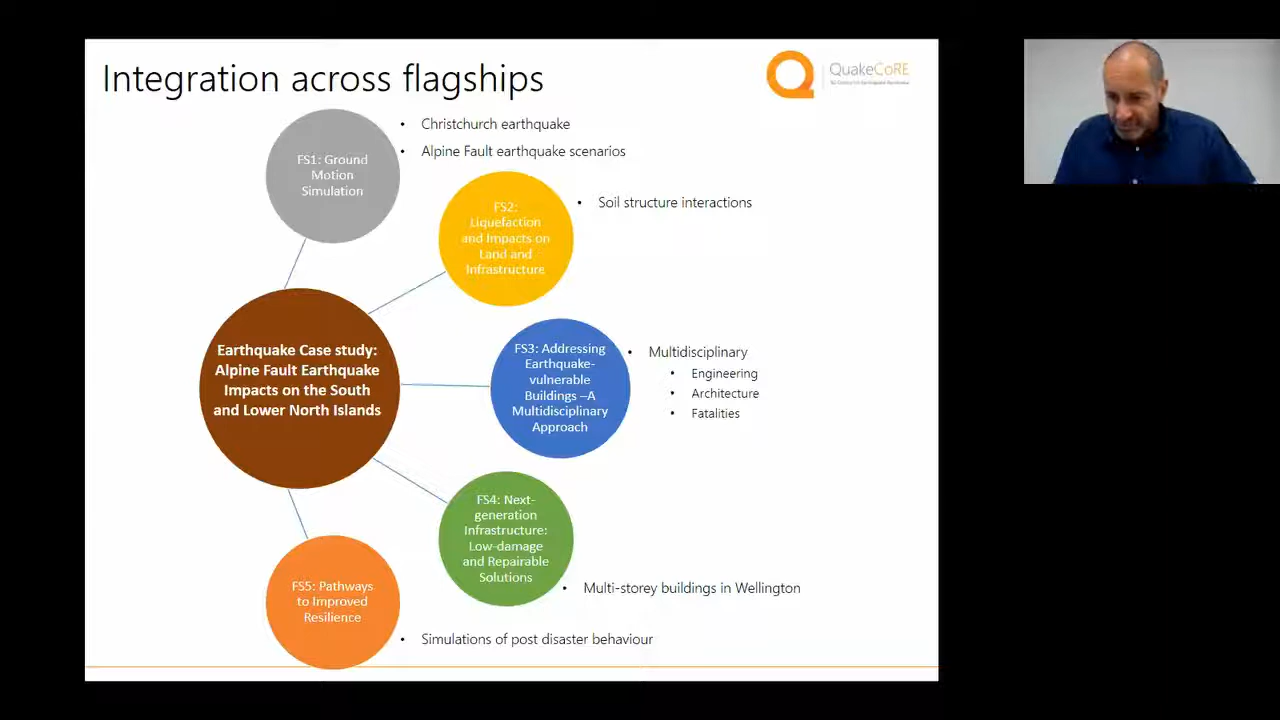 Integration across flagships
QuakeCoRE
FS1: Ground
Motion
Simulation
• Christchurch earthquake
• Alpine Fault earthquake scenarios
FS2:
Liquefaction
and Impacts on
Land and
Infrastructure
• Soil structure interactions
Earthquake Case study:
Alpine Fault Earthquake
Impacts on the South
and Lower North Islands
FS3: Addressing
Earthquake-
vulnerable
Buildings –A
Multidisciplinary
Approach
• Multidisciplinary
• Engineering
• Architecture
• Fatalities
FS4: Next-
generation
Infrastructure:
Low-damage
and Repairable
Solutions
• Multi-storey buildings in Wellington
FS5: Pathways
to Improved
Resilience
• Simulations of post disaster behaviour